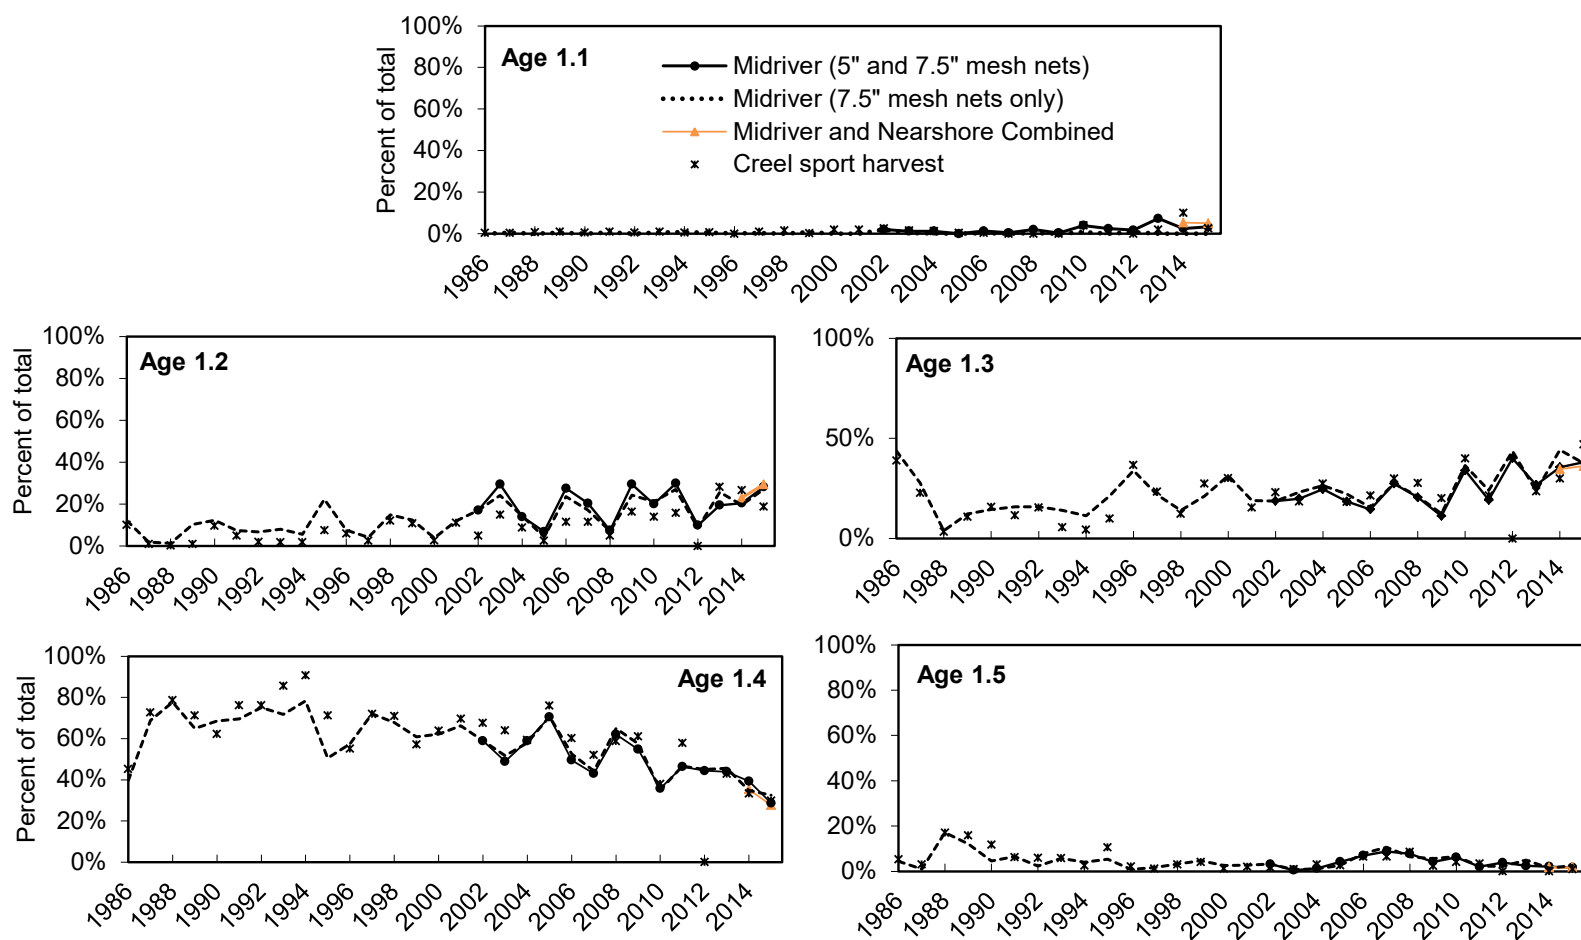 100%
80%
60%
40%
20%
0%
Percent of total
Age 1.1
Midriver (5" and 7.5" mesh nets)
Midriver (7.5" mesh nets only)
Midriver and Nearshore Combined
Creel sport harvest
1986 1988 1990 1992 1994 1996 1998 2000 2002 2004 2006 2008 2010 2012 2014
100%
80%
60%
40%
20%
0%
Percent of total
Age 1.2
1986 1988 1990 1992 1994 1996 1998 2000 2002 2004 2006 2008 2010 2012 2014
100%
50%
0%
Age 1.3
1986 1988 1990 1992 1994 1996 1998 2000 2002 2004 2006 2008 2010 2012 2014
100%
80%
60%
40%
20%
0%
Percent of total
Age 1.4
1986 1988 1990 1992 1994 1996 1998 2000 2002 2004 2006 2008 2010 2012 2014
100%
80%
60%
40%
20%
0%
Age 1.5
1986 1988 1990 1992 1994 1996 1998 2000 2002 2004 2006 2008 2010 2012 2014